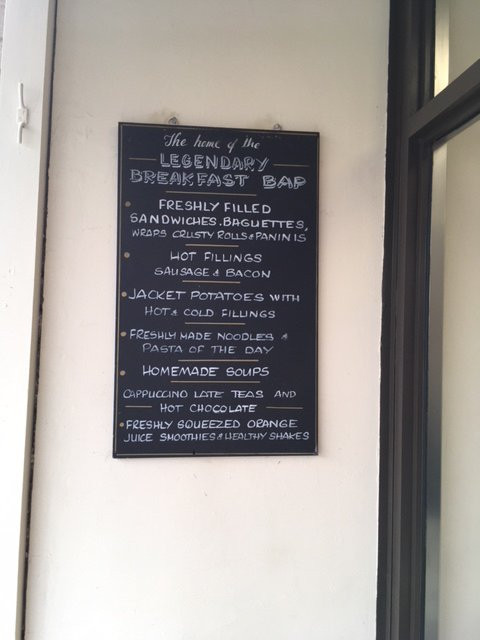 The home of the
LEGENDARY
BREAKFAST BAP
FRESHLY FILLED
SANDWICHES. BAGUETTES,
WRAPS CRUSTY ROLLS & PANINIS
HOT FILLINGS
SAUSAGE & BACON
JACKET POTATOES WITH
HOT & COLD FILLINGS
FRESHLY MADE NOODLES &
PASTA OF THE DAY
HOMEMADE SOUPS
CAPPUCCINO LATE TEAS AND
HOT CHOCOLATE
FRESHLY SQUEEZED ORANGE
JUICE SMOOTHIES & HEALTHY SHAKES